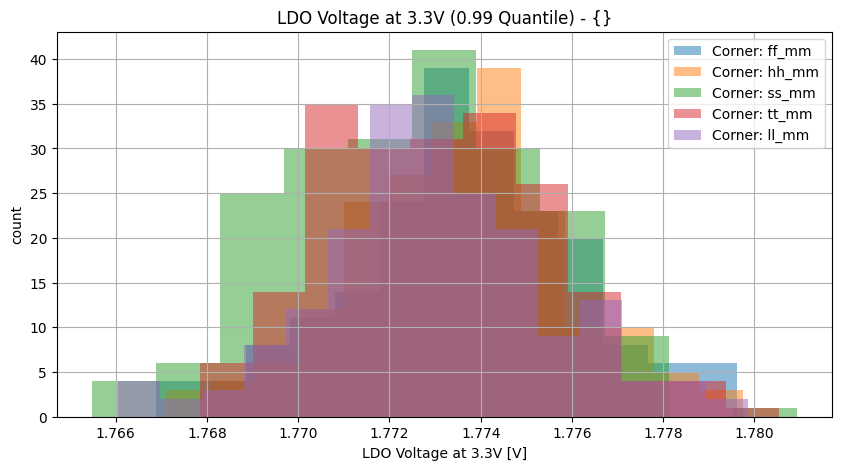 LDO Voltage at 3.3V (0.99 Quantile) - {}
Corner: ff_mm
Corner: hh_mm
Corner: ss_mm
Corner: tt_mm
Corner: ll_mm
40
35
30
25
20
15
10
5
0
count
1.766 1.768 1.770 1.772 1.774 1.776 1.778 1.780
LDO Voltage at 3.3V [V]